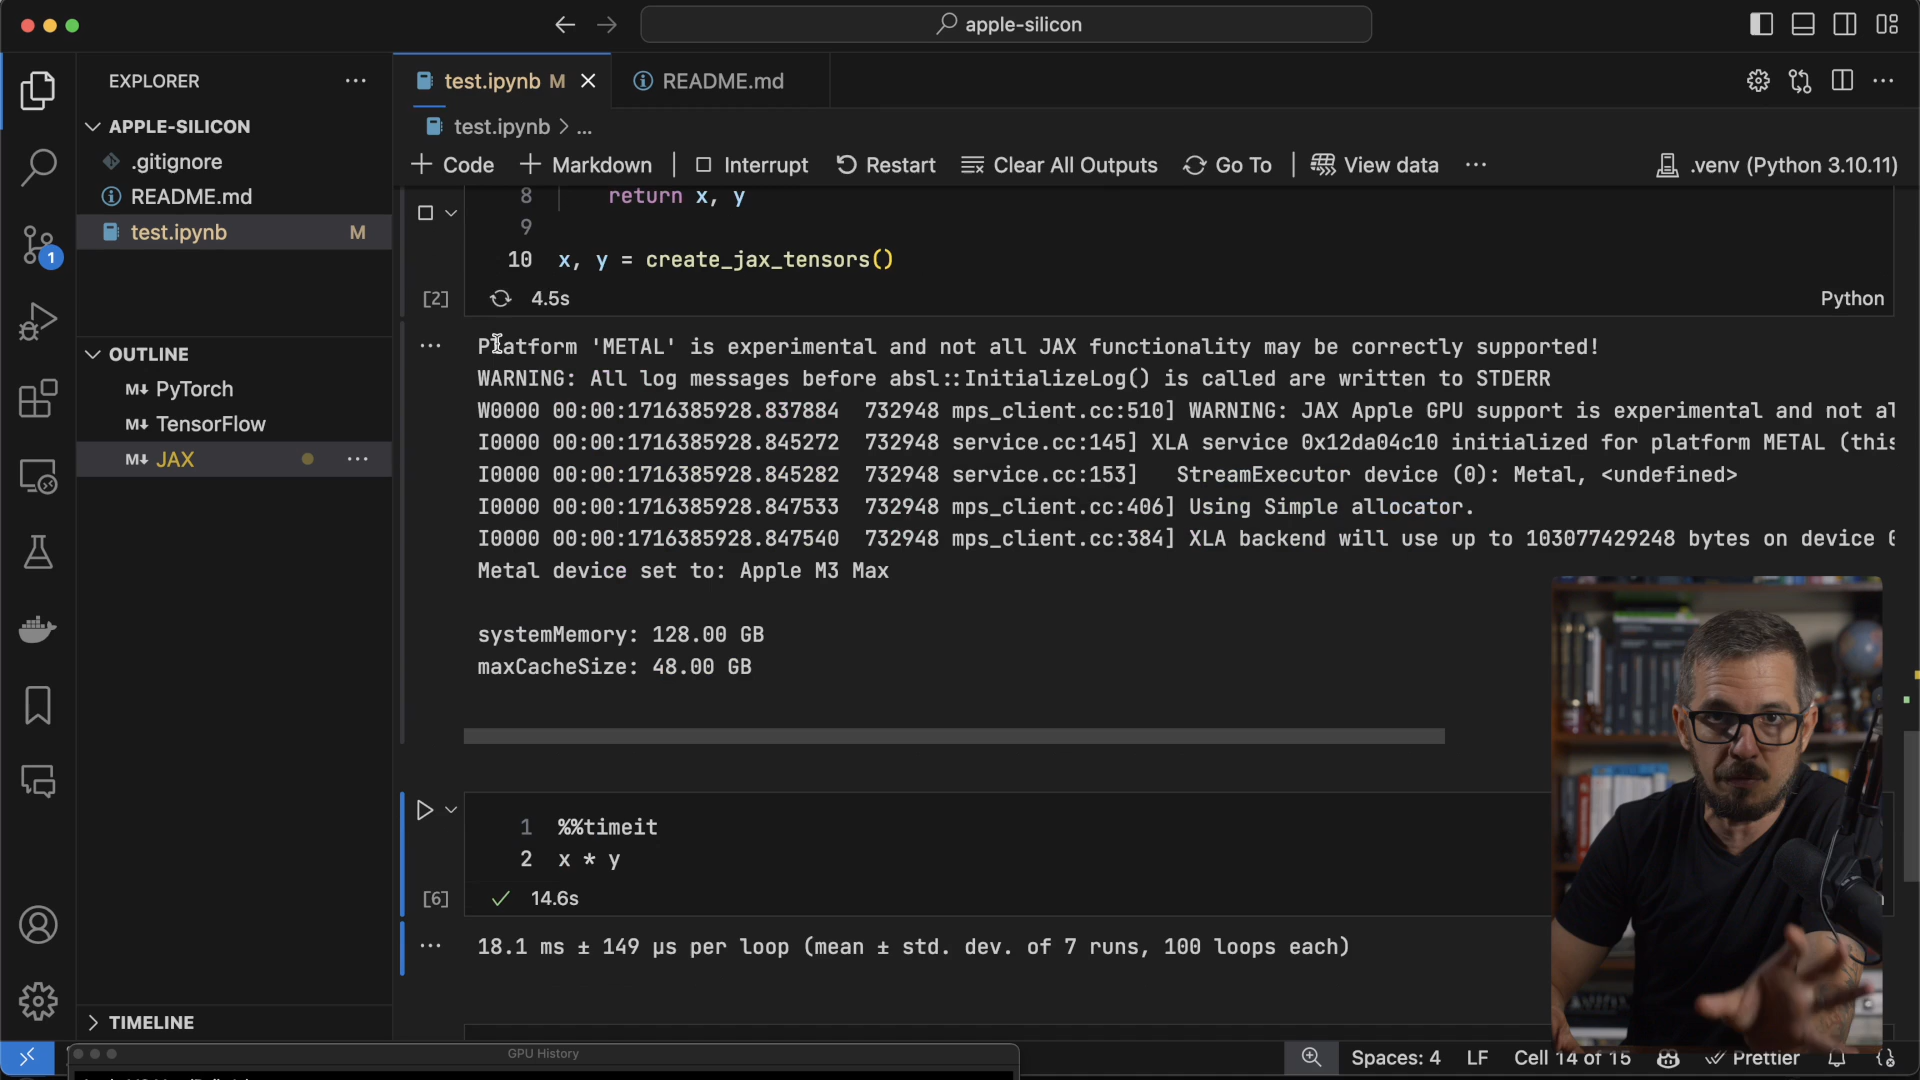 apple-silicon
EXPLORER
APPLE-SILICON
.gitignore
README.md
test.ipynb M
OUTLINE
M↓ PyTorch
M↓ TensorFlow
M↓ JAX
TIMELINE
1
test.ipynb M
README.md
test.ipynb > ...
Code
Markdown
Interrupt
Restart
Clear All Outputs
Go To
View data
.venv (Python 3.10.11)
8 return x, y
9
10 x, y = create_jax_tensors()
[2] 4.5s Python
Platform 'METAL' is experimental and not all JAX functionality may be correctly supported!
WARNING: All log messages before absl::InitializeLog() is called are written to STDERR
W0000 00:00:1716385928.837884 732948 mps_client.cc:510] WARNING: JAX Apple GPU support is experimental and not al
I0000 00:00:1716385928.845272 732948 service.cc:145] XLA service 0x12da04c10 initialized for platform METAL (this
I0000 00:00:1716385928.845282 732948 service.cc:153] StreamExecutor device (0): Metal, <undefined>
I0000 00:00:1716385928.847533 732948 mps_client.cc:406] Using Simple allocator.
I0000 00:00:1716385928.847540 732948 mps_client.cc:384] XLA backend will use up to 103077429248 bytes on device 0
Metal device set to: Apple M3 Max
systemMemory: 128.00 GB
maxCacheSize: 48.00 GB
1 %%timeit
2 x * y
[6] 14.6s
18.1 ms ± 149 µs per loop (mean ± std. dev. of 7 runs, 100 loops each)
GPU History
Spaces: 4 LF Cell 14 of 15 Prettier